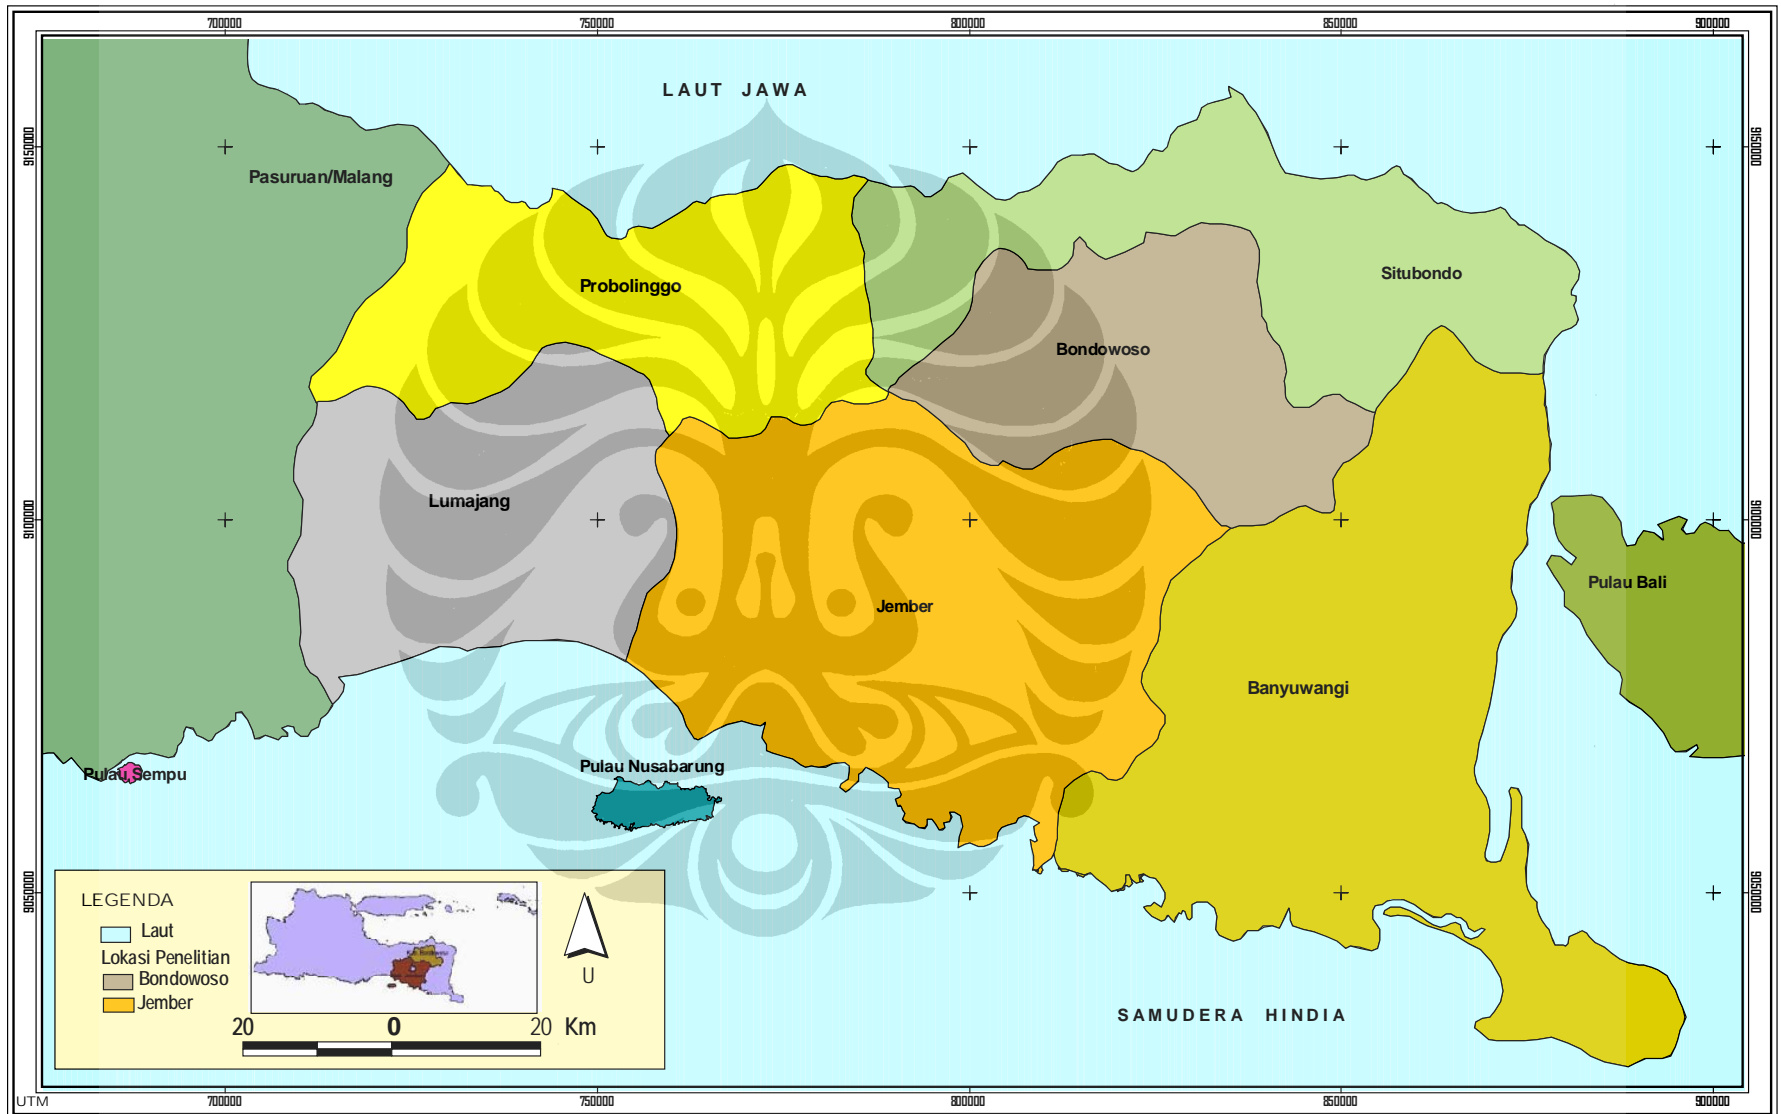 700000 750000 800000 850000 900000
LAUT JAWA
9150000 9150000
Pasuruan/Malang
Situbondo
Probolinggo
Bondowoso
Lumajang
9100000 9100000
Pulau Bali
Jember
Banyuwangi
Pulau Nusabarung
Pulau Sempu
9050000 9050000
LEGENDA
Laut
Lokasi Penelitian
Bondowoso
Jember
U
20 0 20 Km
SAMUDERA HINDIA
UTM
700000 750000 800000 850000 900000